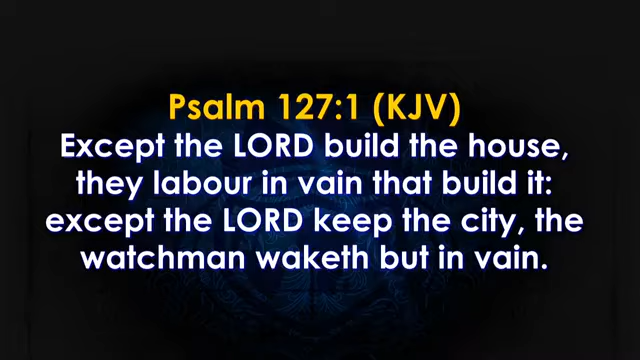 Psalm 127:1 (KJV)
Except the LORD build the house,
they labour in vain that build it:
except the LORD keep the city, the
watchman waketh but in vain.